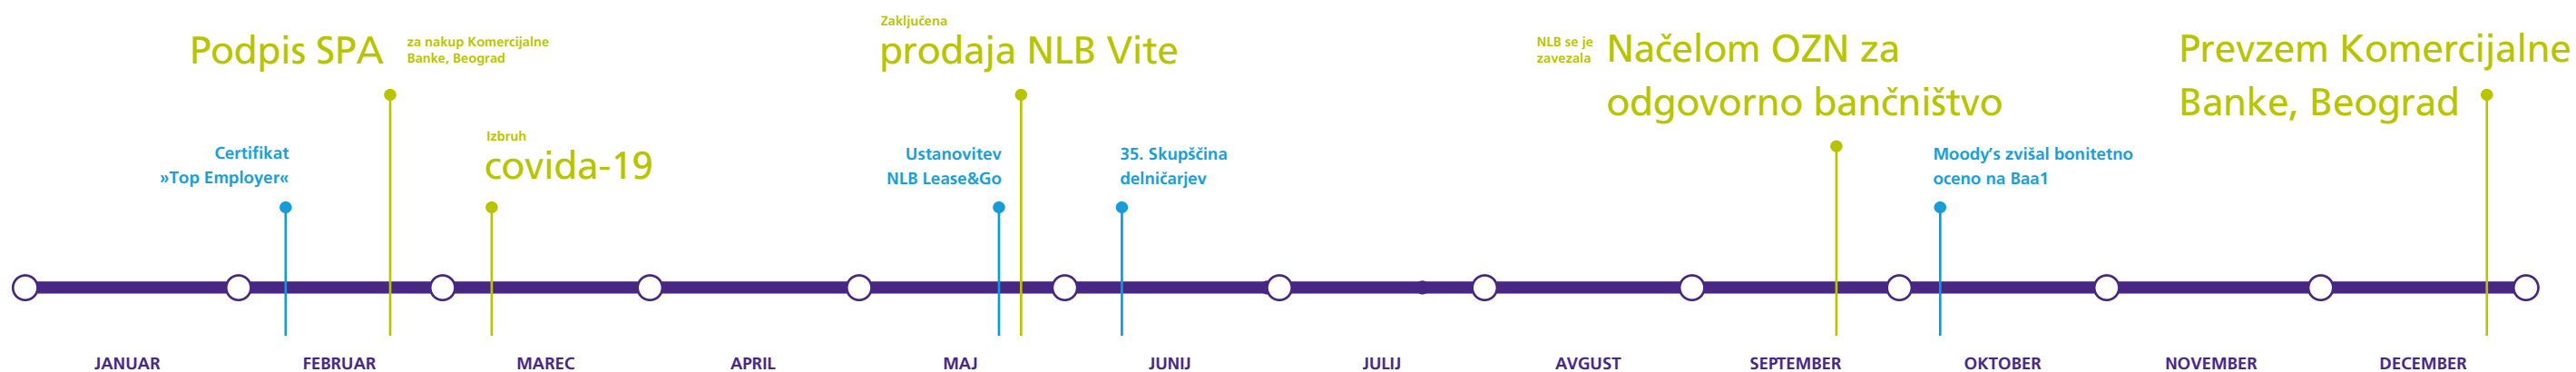 Podpis SPA
za nakup Komercijalne
Banke, Beograd
Certifikat
»Top Employer«
Izbruh
covida-19
Zaključena
prodaja NLB Vite
Ustanovitev
NLB Lease&Go
35. Skupščina
delničarjev
NLB se je
zavezala
Načelom OZN za
odgovorno bančništvo
Moody's zvišal bonitetno
oceno na Baa1
Prevzem Komercijalne
Banke, Beograd
JANUAR
FEBRUAR
MAREC
APRIL
MAJ
JUNIJ
JULIJ
AVGUST
SEPTEMBER
OKTOBER
NOVEMBER
DECEMBER